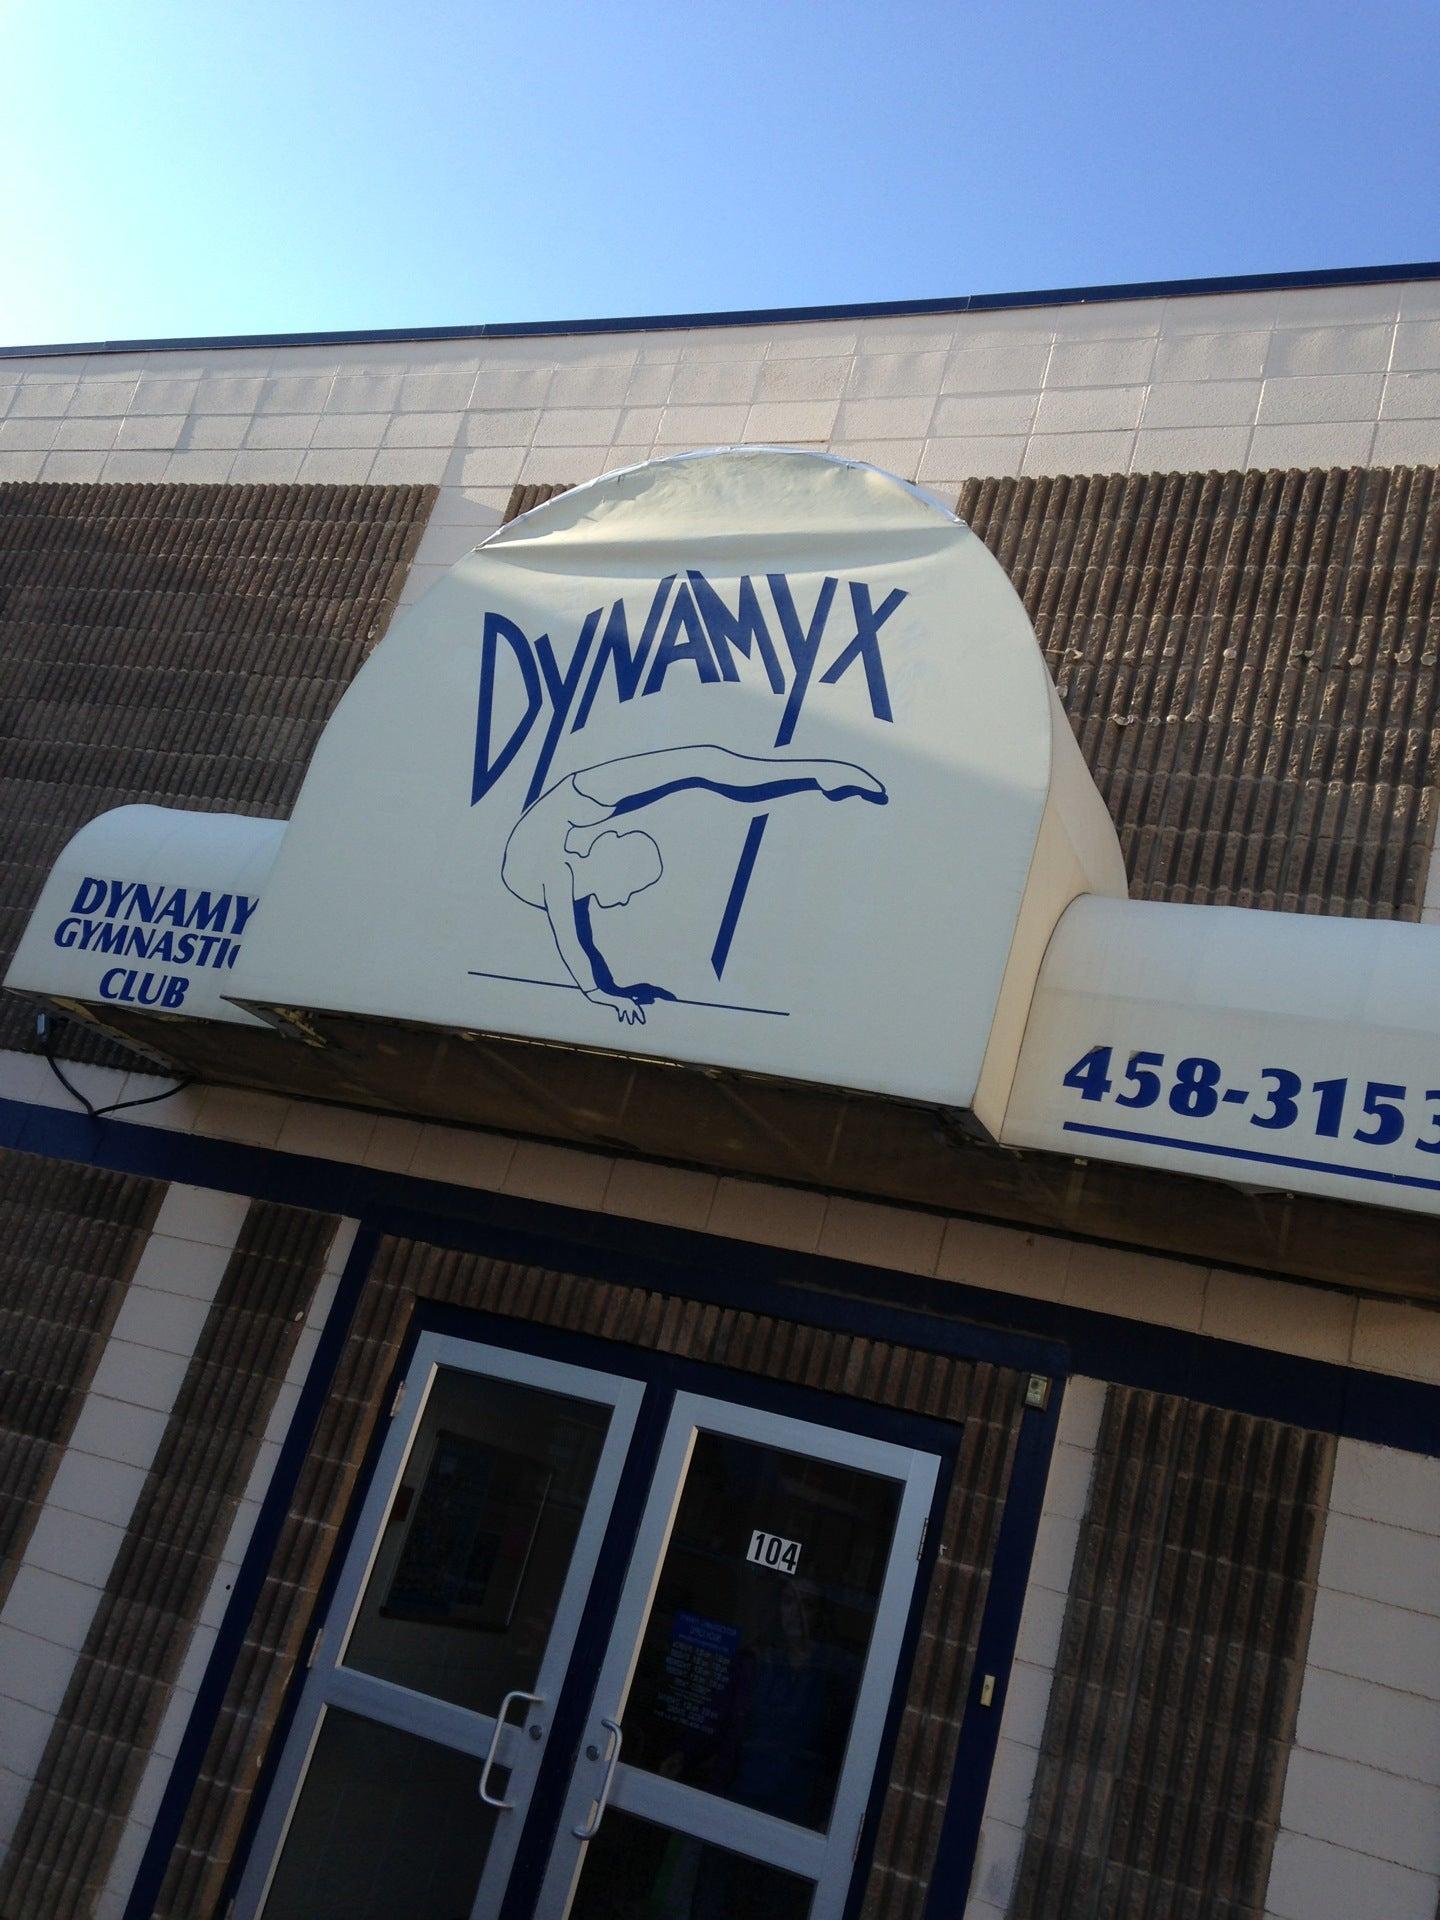 DYNAMYX
DYNAMY
GYMNASTIC
CLUB
458-3153
104